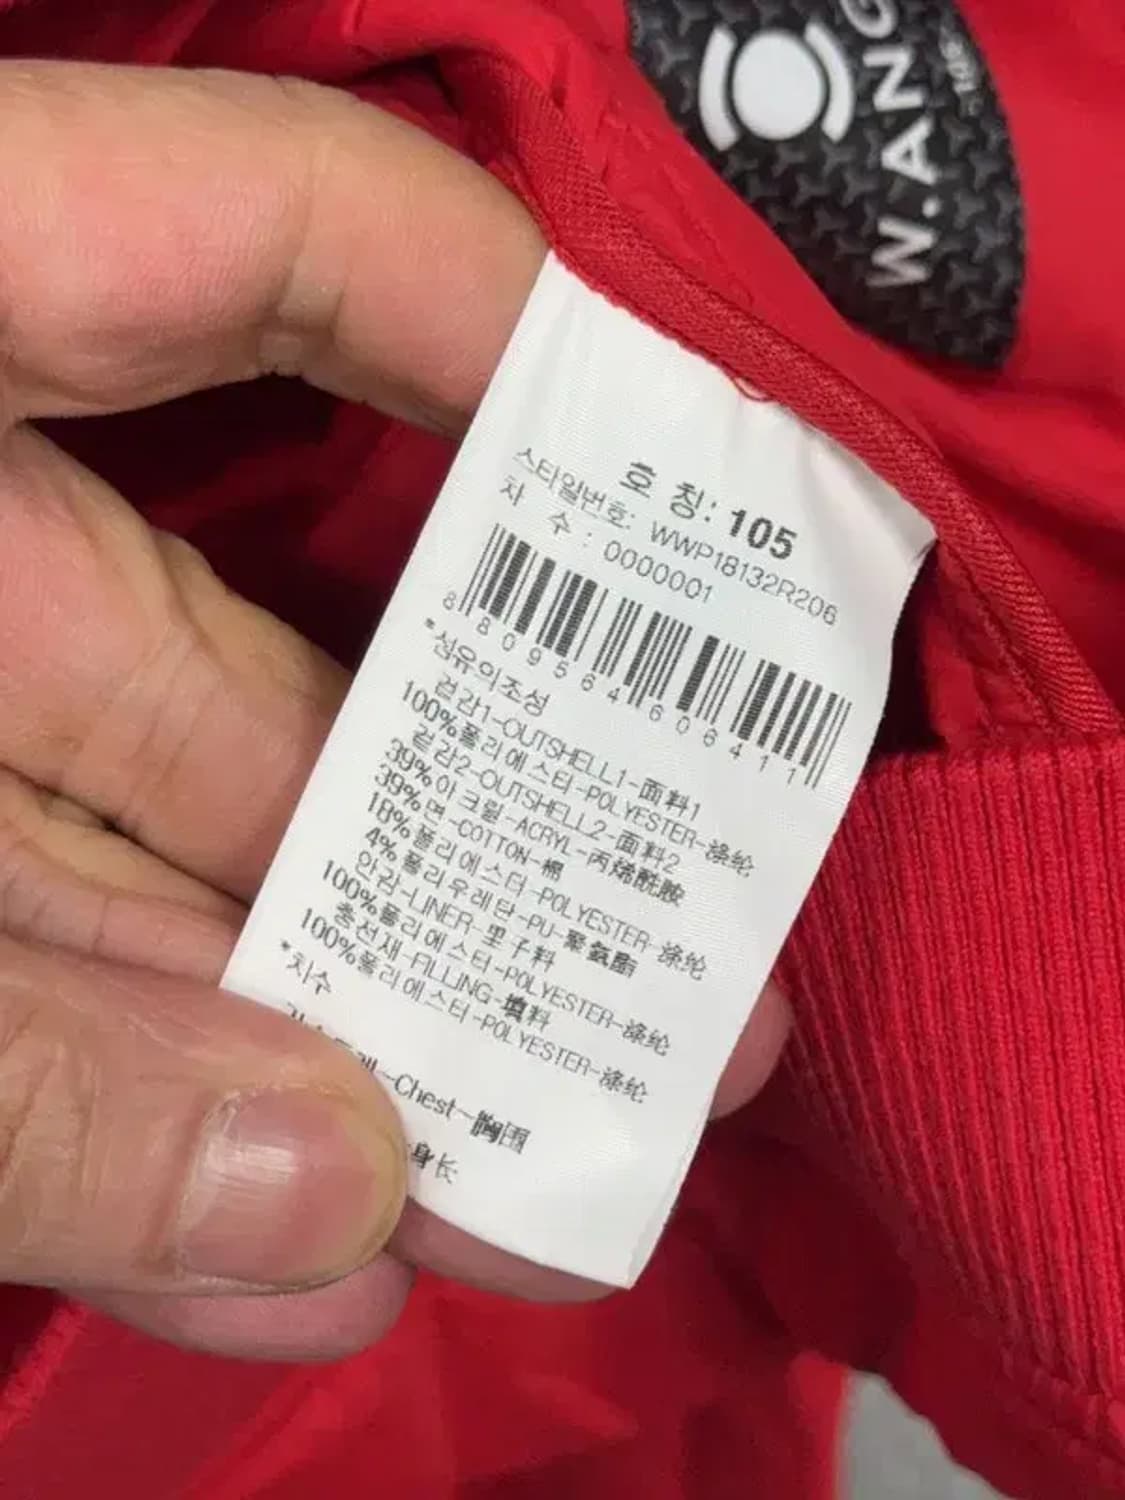 W.ANG
호 칭: 105
스타일번호: WWP18132R206
차 수 : 0000001
8 809564 606411
*섬유의조성
겉감1-OUTSHELL1-面料1
100%폴리에스터-POLYESTER-涤纶
겉감2-OUTSHELL2-面料2
39%아크릴-ACRYL-丙烯酰胺
39%면-COTTON-棉
18%폴리에스터-POLYESTER-涤纶
4%폴리우레탄-PU-聚氨酯
안감-LINER-里子料
100%폴리에스터-POLYESTER-涤纶
충전재-FILLING-填料
100%폴리에스터-POLYESTER-涤纶
*치수
-Chest-胸围
身长